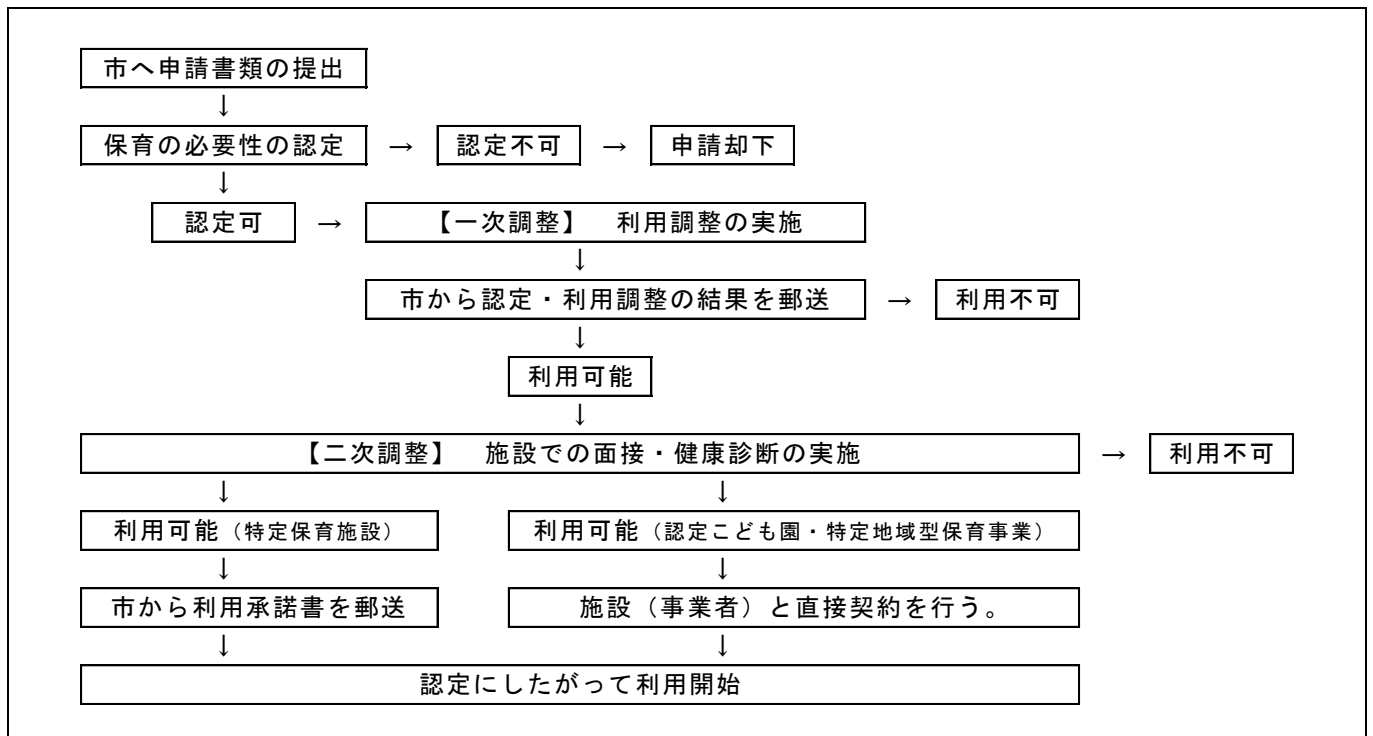 市へ申請書類の提出
↓
保育の必要性の認定 → 認定不可 → 申請却下
↓
認定可 → 【一次調整】 利用調整の実施
↓
市から認定・利用調整の結果を郵送 → 利用不可
↓
利用可能
↓
【二次調整】 施設での面接・健康診断の実施 → 利用不可
↓ ↓
利用可能（特定保育施設） 利用可能（認定こども園・特定地域型保育事業）
↓ ↓
市から利用承諾書を郵送 施設（事業者）と直接契約を行う。
↓ ↓
認定にしたがって利用開始